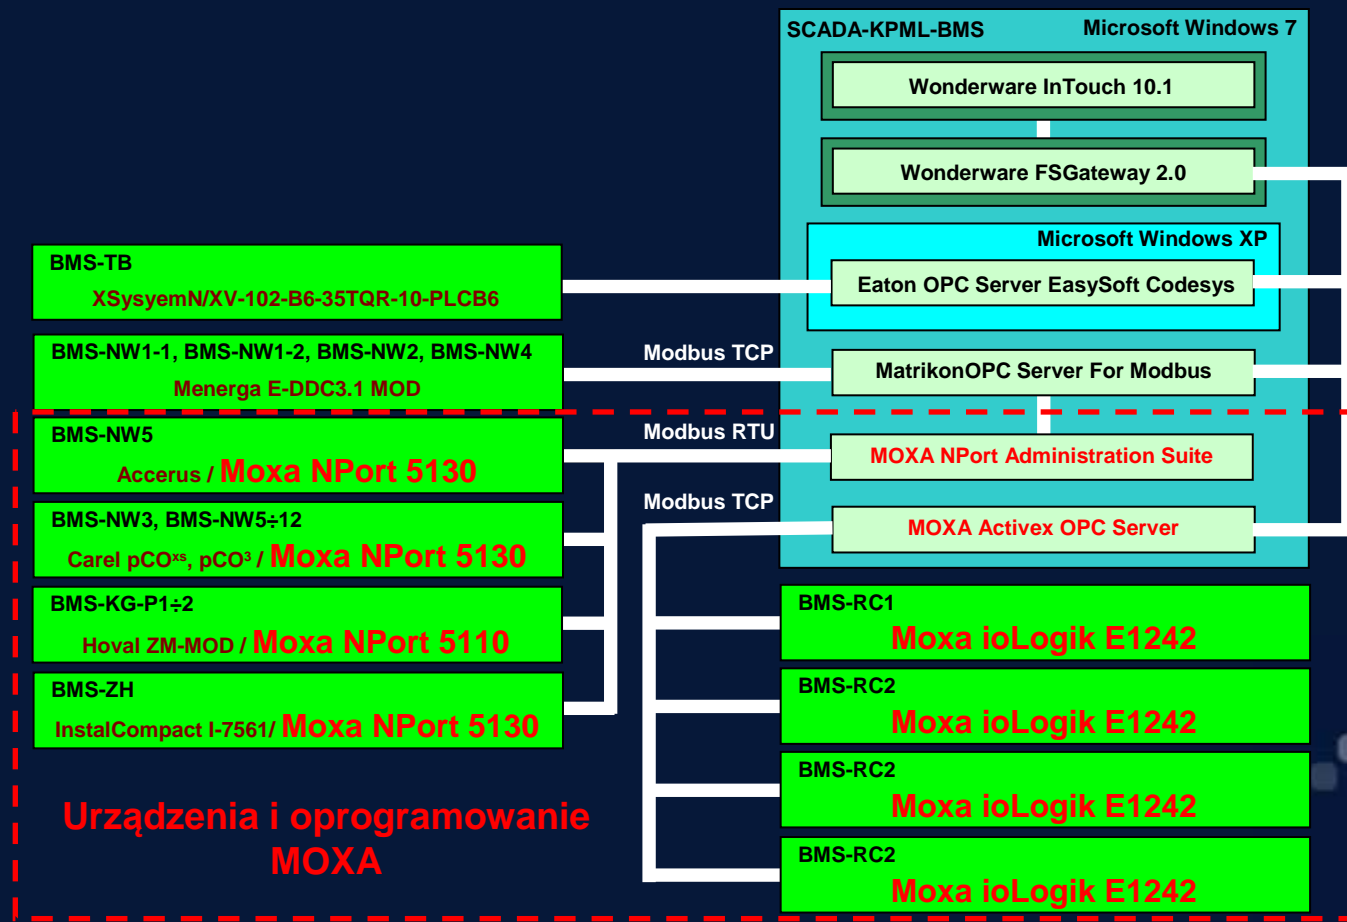 SCADA-KPML-BMS Microsoft Windows 7
Wonderware InTouch 10.1
Wonderware FSGateway 2.0
Microsoft Windows XP
Eaton OPC Server EasySoft Codesys
MatrikonOPC Server For Modbus
MOXA NPort Administration Suite
MOXA Activex OPC Server
BMS-TB
XSysyemN/XV-102-B6-35TQR-10-PLCB6
BMS-NW1-1, BMS-NW1-2, BMS-NW2, BMS-NW4
Menerga E-DDC3.1 MOD
Modbus TCP
BMS-NW5
Accerus / Moxa NPort 5130
Modbus RTU
BMS-NW3, BMS-NW5÷12
Carel pCOxs, pCO³ / Moxa NPort 5130
Modbus TCP
BMS-KG-P1÷2
Hoval ZM-MOD / Moxa NPort 5110
BMS-ZH
InstalCompact I-7561/ Moxa NPort 5130
BMS-RC1
Moxa ioLogik E1242
BMS-RC2
Moxa ioLogik E1242
BMS-RC2
Moxa ioLogik E1242
BMS-RC2
Moxa ioLogik E1242
Urządzenia i oprogramowanie
MOXA